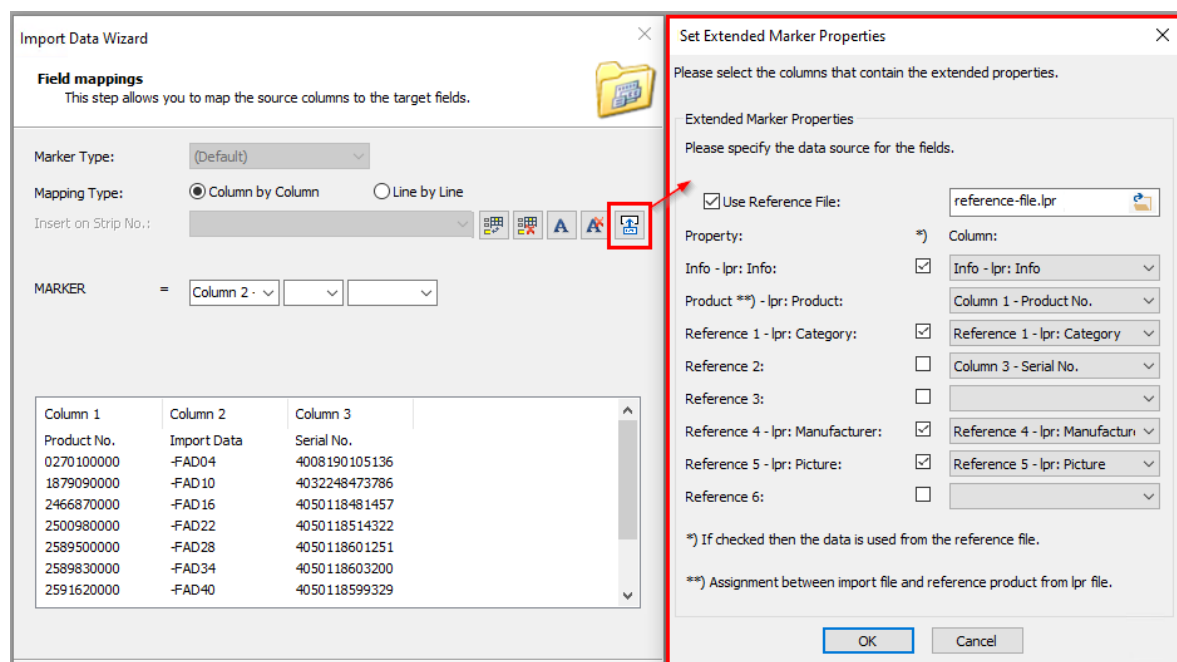 Import Data Wizard
Field mappings
This step allows you to map the source columns to the target fields.
Marker Type:
(Default)
Mapping Type:
Column by Column
Line by Line
Insert on Strip No.:
A
A
MARKER
=
Column 2 -
Column 1 Column 2 Column 3
Product No. Import Data Serial No.
0270100000 -FAD04 4008190105136
1879090000 -FAD10 4032248473786
2466870000 -FAD16 4050118481457
2500980000 -FAD22 4050118514322
2589500000 -FAD28 4050118601251
2589830000 -FAD34 4050118603200
2591620000 -FAD40 4050118599329
Set Extended Marker Properties
Please select the columns that contain the extended properties.
Extended Marker Properties
Please specify the data source for the fields.
Use Reference File: reference-file.lpr
Property: *) Column:
Info - lpr: Info: Info - lpr: Info
Product **) - lpr: Product: Column 1 - Product No.
Reference 1 - lpr: Category: Reference 1 - lpr: Category
Reference 2: Column 3 - Serial No.
Reference 3:
Reference 4 - lpr: Manufacturer: Reference 4 - lpr: Manufactur
Reference 5 - lpr: Picture: Reference 5 - lpr: Picture
Reference 6:
*) If checked then the data is used from the reference file.
**) Assignment between import file and reference product from lpr file.
OK Cancel